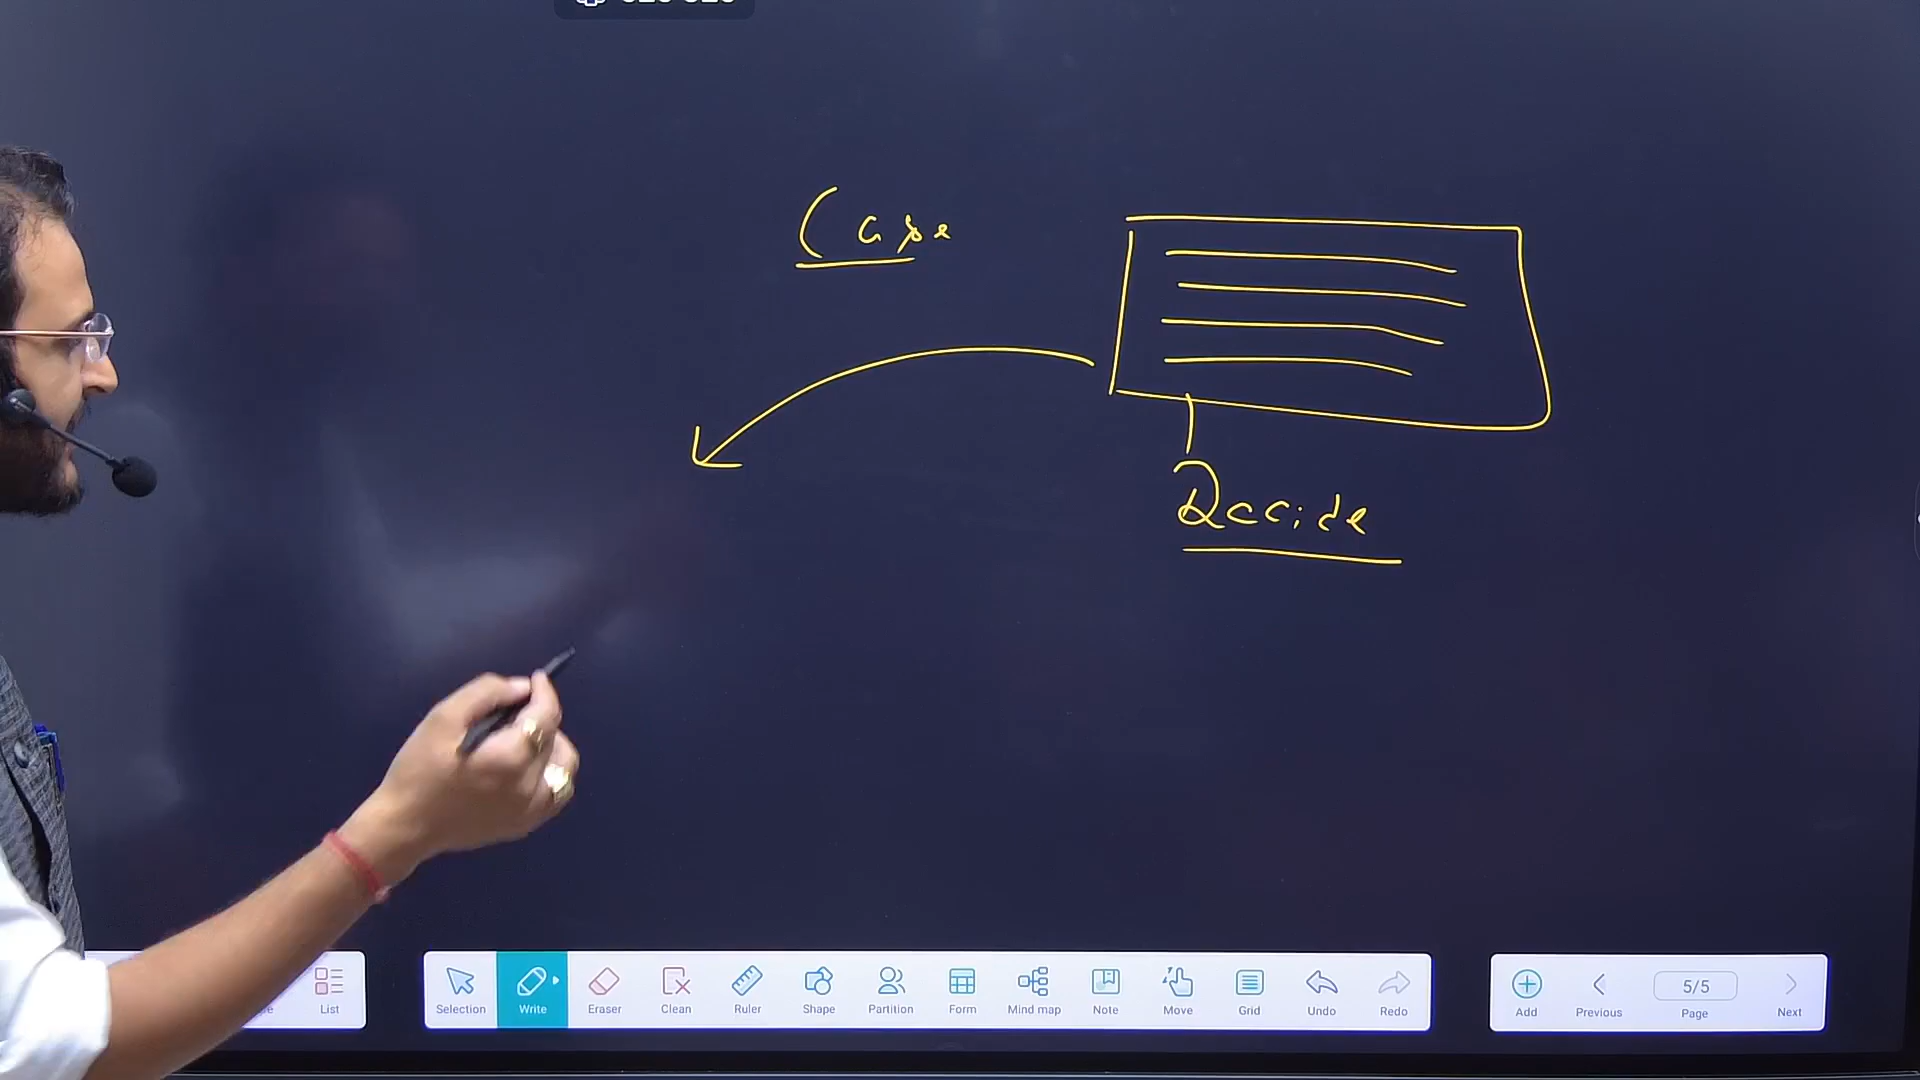 Case
Decide
List
Selection
Write
Eraser
Clean
Ruler
Shape
Partition
Form
Mind map
Note
Move
Grid
Undo
Redo
Add
Previous
5/5
Page
Next